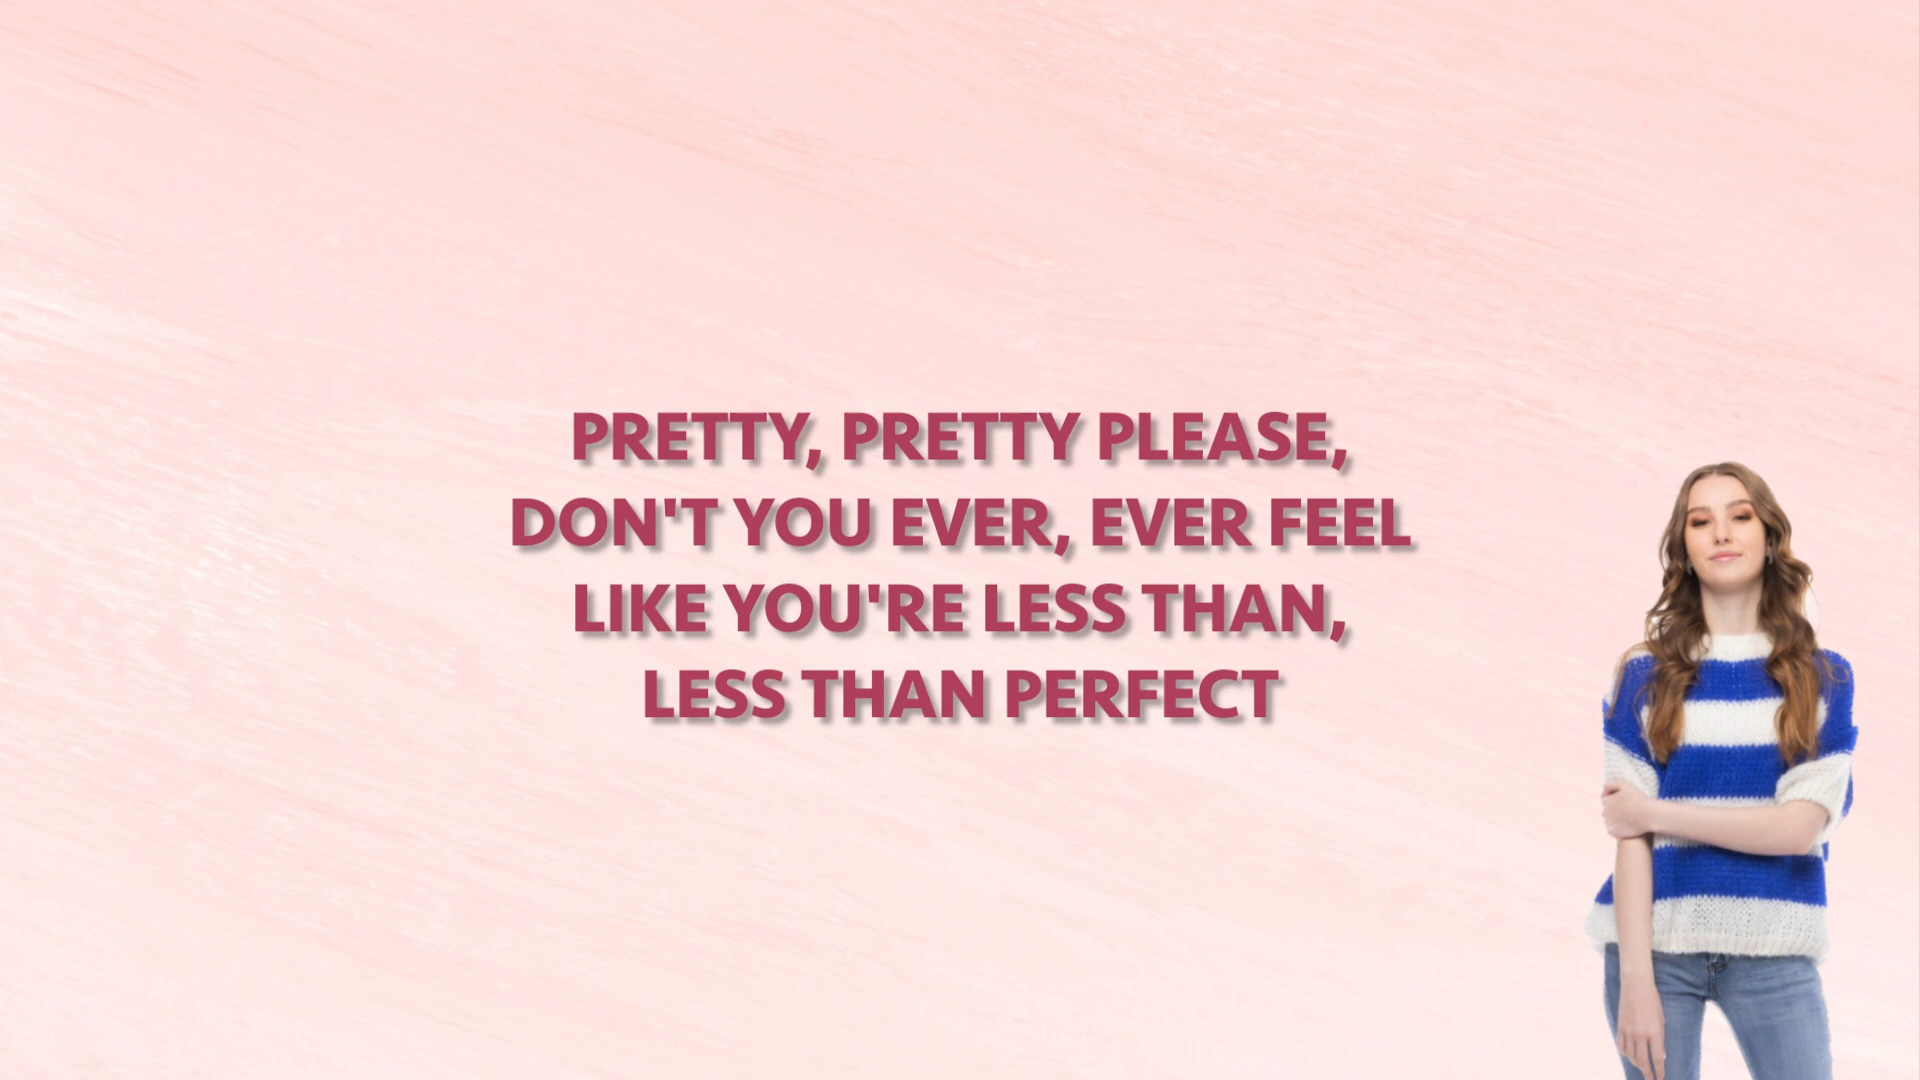 PRETTY, PRETTY PLEASE,
DON'T YOU EVER, EVER FEEL
LIKE YOU'RE LESS THAN,
LESS THAN PERFECT